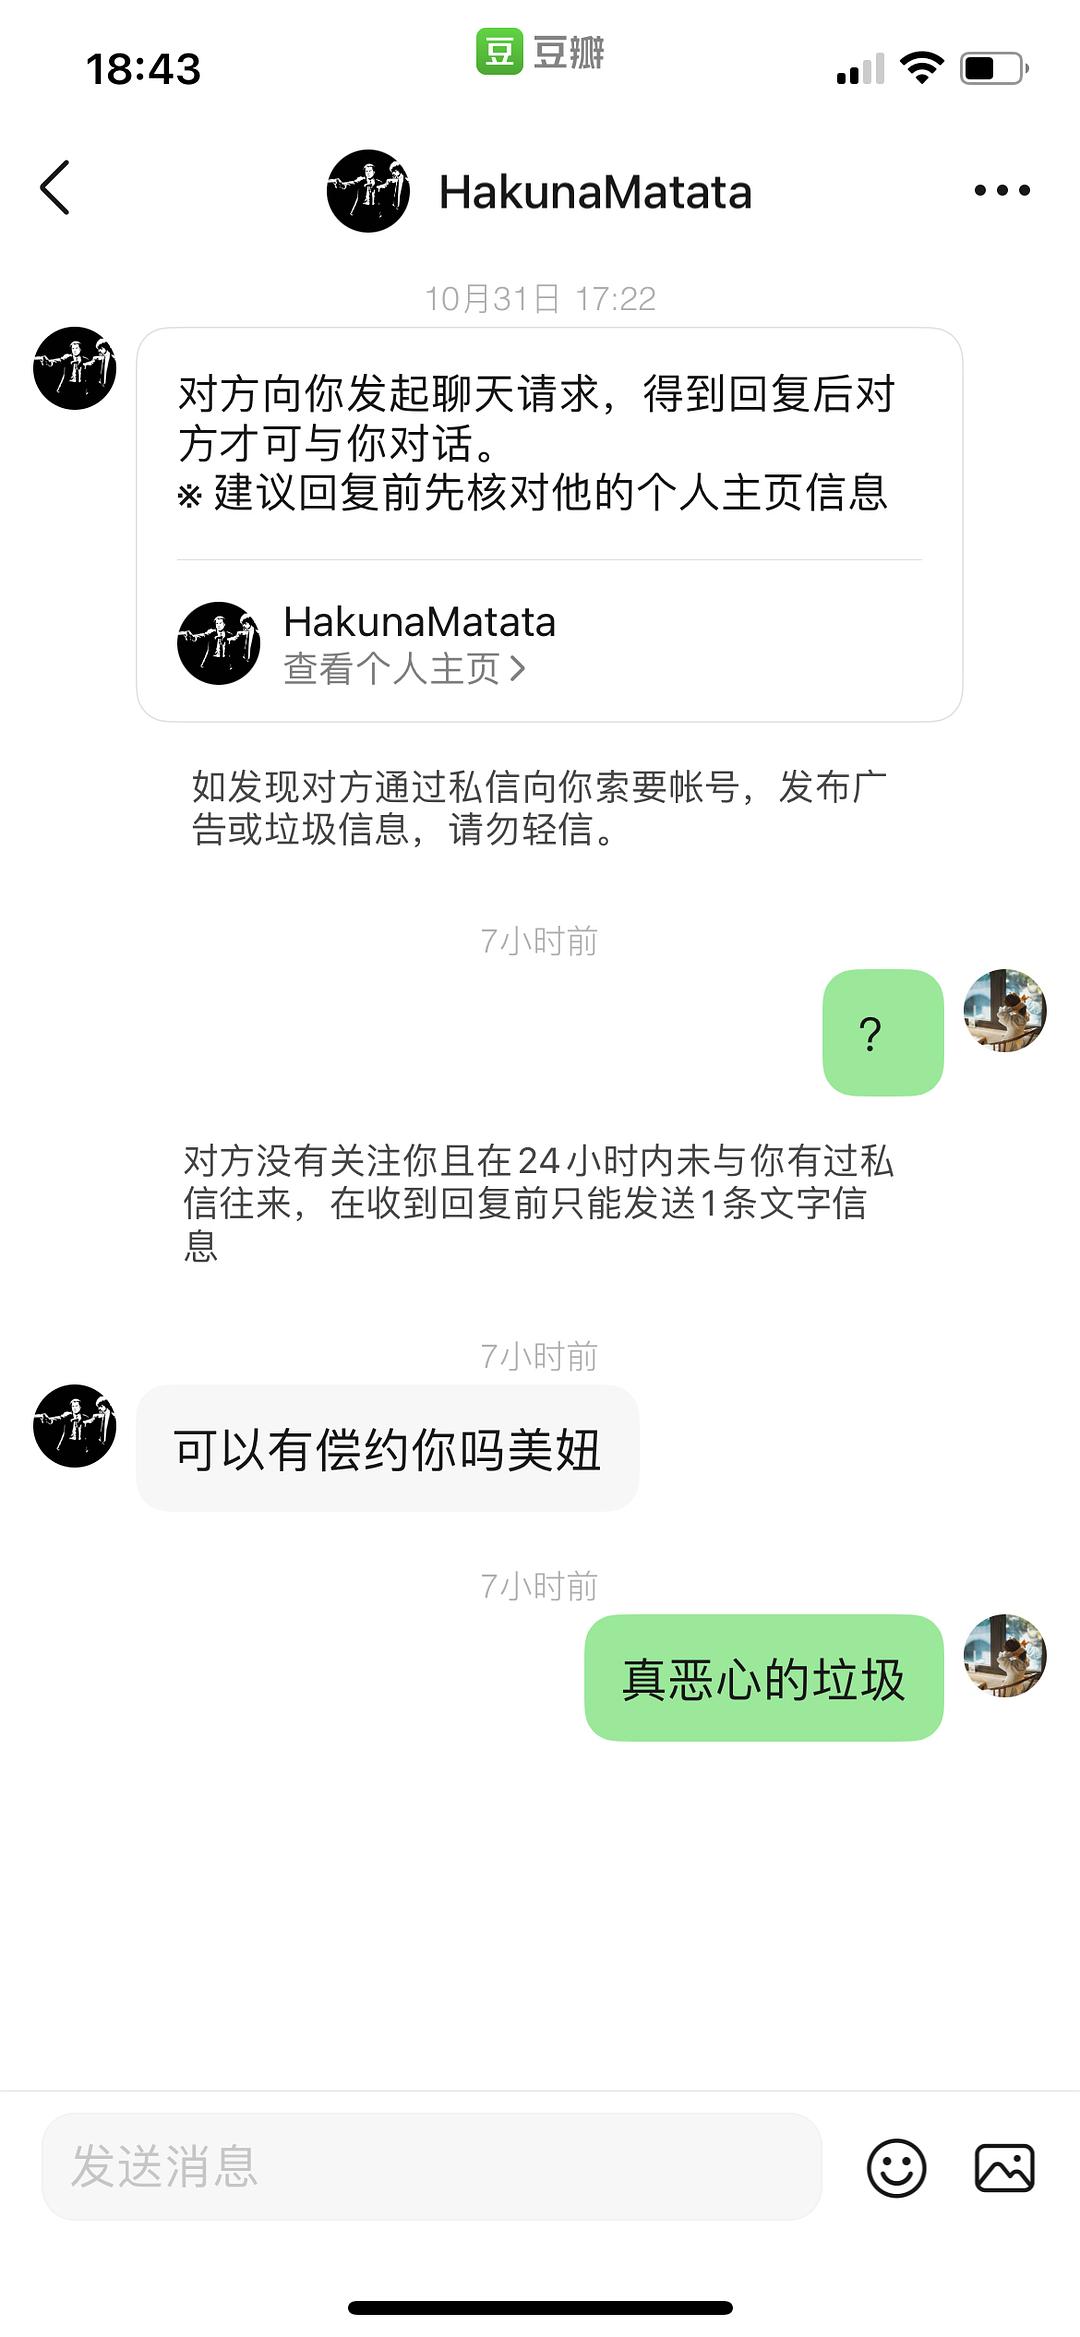 18:43
豆 豆瓣
HakunaMatata
10月31日 17:22
对方向你发起聊天请求，得到回复后对
方才可与你对话。
※ 建议回复前先核对他的个人主页信息
HakunaMatata
查看个人主页
如发现对方通过私信向你索要帐号，发布广
告或垃圾信息，请勿轻信。
7小时前
？
对方没有关注你且在24小时内未与你有过私
信往来，在收到回复前只能发送1条文字信
息
7小时前
可以有偿约你吗美妞
7小时前
真恶心的垃圾
发送消息